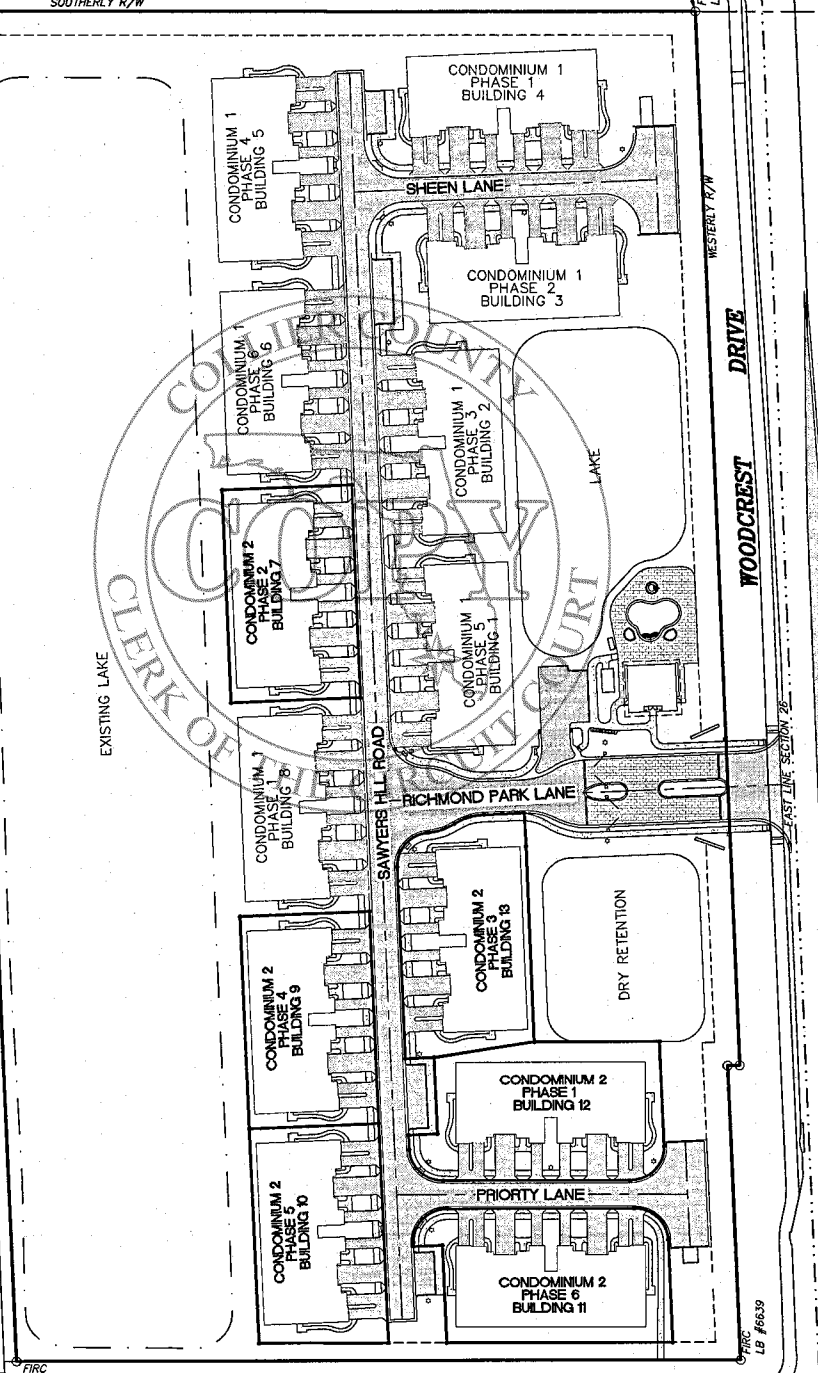 SOUTHERLY R/W
CONDOMINIUM 1
PHASE 1
BUILDING 4
CONDOMINIUM 1
PHASE 4
BUILDING 5
SHEEN LANE
WESTERLY R/W
CONDOMINIUM 1
PHASE 2
BUILDING 3
CONDOMINIUM 1
PHASE 6
BUILDING 6
CONDOMINIUM 1
PHASE 3
BUILDING 2
LAKE
WOODCREST DRIVE
COLLIER COUNTY
COPY
CLERK OF THE CIRCUIT COURT
CONDOMINIUM 2
PHASE 2
BUILDING 7
CONDOMINIUM 1
PHASE 5
BUILDING 1
EXISTING LAKE
EAST LINE SECTION 26
SAWYERS HILL ROAD
RICHMOND PARK LANE
CONDOMINIUM 1
PHASE 1
BUILDING 8
CONDOMINIUM 2
PHASE 3
BUILDNG 13
DRY RETENTION
CONDOMINIUM 2
PHASE 4
BUILDING 9
CONDOMINIUM 2
PHASE 1
BUILDING 12
CONDOMINIUM 2
PHASE 5
BUILDING 10
PRIORTY LANE
CONDOMINIUM 2
PHASE 6
BUILDING 11
FIRC
LB #6639
FIRC